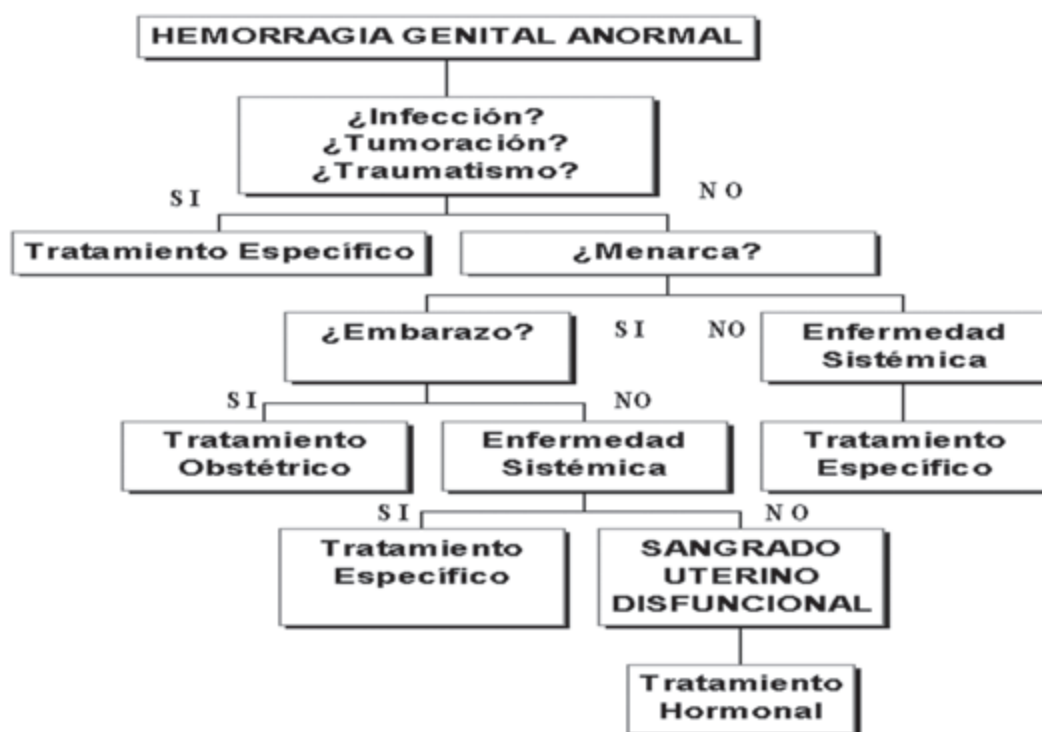 HEMORRAGIA GENITAL ANORMAL
¿Infección?
¿Tumoración?
¿Traumatismo?
SI
NO
Tratamiento Específico
¿Menarca?
¿Embarazo?
SI
NO
Enfermedad
Sistémica
SI
NO
Tratamiento
Obstétrico
Enfermedad
Sistémica
Tratamiento
Específico
SI
NO
Tratamiento
Específico
SANGRADO
UTERINO
DISFUNCIONAL
Tratamiento
Hormonal